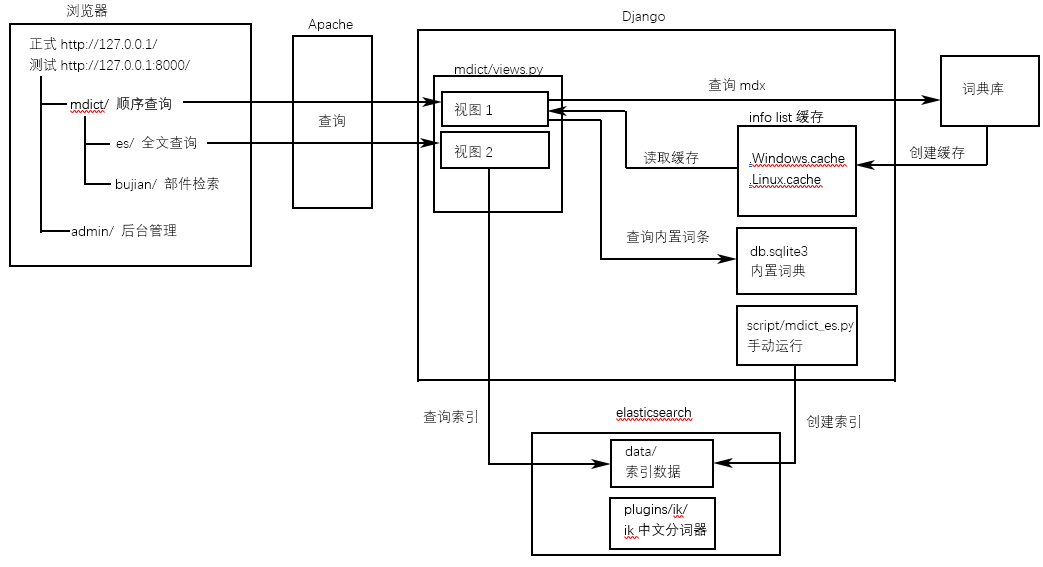 浏览器
正式 http://127.0.0.1/
测试 http://127.0.0.1:8000/
mdict/ 顺序查询
es/ 全文查询
bujian/ 部件检索
admin/ 后台管理
Apache
查询
Django
mdict/views.py
视图 1
视图 2
查询 mdx
词典库
info list 缓存
.Windows.cache
.Linux.cache
读取缓存
创建缓存
查询内置词条
db.sqlite3
内置词典
script/mdict_es.py
手动运行
查询索引
elasticsearch
创建索引
data/
索引数据
plugins/ik/
ik 中文分词器